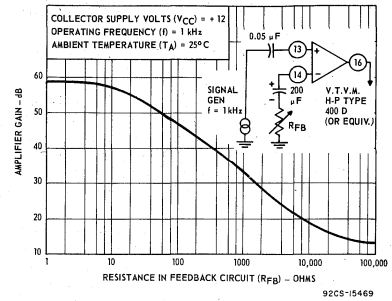 COLLECTOR SUPPLY VOLTS (VCC) = + 12
OPERATING FREQUENCY (f) = 1 kHz
AMBIENT TEMPERATURE (TA) = 25° C
0.05 µF
13
+
16
14
−
SIGNAL
GEN
f = 1 kHz
+
200
µF
RFB
V.T.V.M.
H-P TYPE
400 D
(OR EQUIV.)
AMPLIFIER GAIN - dB
60
50
40
30
20
10
1
10
100
1000
10,000
100,000
RESISTANCE IN FEEDBACK CIRCUIT (RFB) - OHMS
92CS-15469